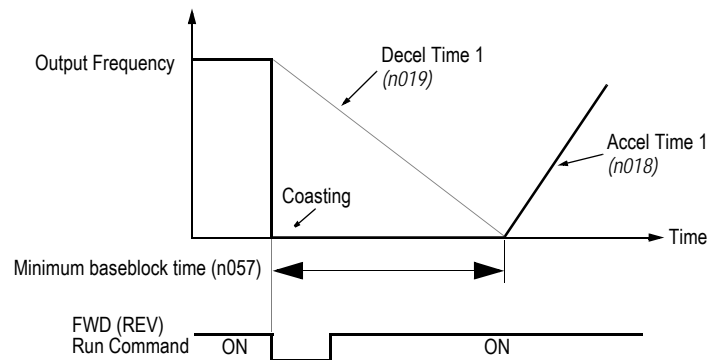 Output Frequency
Decel Time 1
(n019)
Accel Time 1
(n018)
Coasting
Time
Minimum baseblock time (n057)
FWD (REV)
Run Command
ON
ON